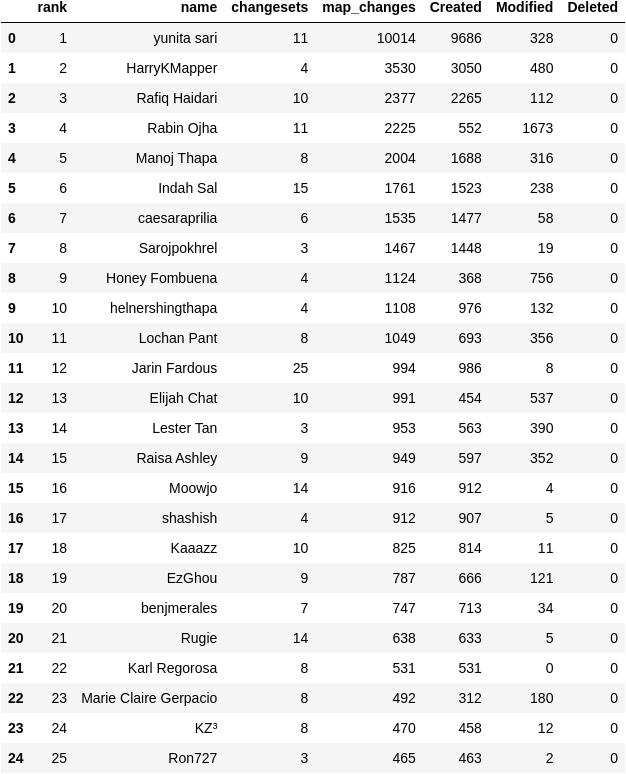 rank name changesets map_changes Created Modified Deleted
0 1 yunita sari 11 10014 9686 328 0
1 2 HarryKMapper 4 3530 3050 480 0
2 3 Rafiq Haidari 10 2377 2265 112 0
3 4 Rabin Ojha 11 2225 552 1673 0
4 5 Manoj Thapa 8 2004 1688 316 0
5 6 Indah Sal 15 1761 1523 238 0
6 7 caesaraprilia 6 1535 1477 58 0
7 8 Sarojpokhrel 3 1467 1448 19 0
8 9 Honey Fombuena 4 1124 368 756 0
9 10 helnershingthapa 4 1108 976 132 0
10 11 Lochan Pant 8 1049 693 356 0
11 12 Jarin Fardous 25 994 986 8 0
12 13 Elijah Chat 10 991 454 537 0
13 14 Lester Tan 3 953 563 390 0
14 15 Raisa Ashley 9 949 597 352 0
15 16 Moowjo 14 916 912 4 0
16 17 shashish 4 912 907 5 0
17 18 Kaaazz 10 825 814 11 0
18 19 EzGhou 9 787 666 121 0
19 20 benjmerales 7 747 713 34 0
20 21 Rugie 14 638 633 5 0
21 22 Karl Regorosa 8 531 531 0 0
22 23 Marie Claire Gerpacio 8 492 312 180 0
23 24 KZ³ 8 470 458 12 0
24 25 Ron727 3 465 463 2 0